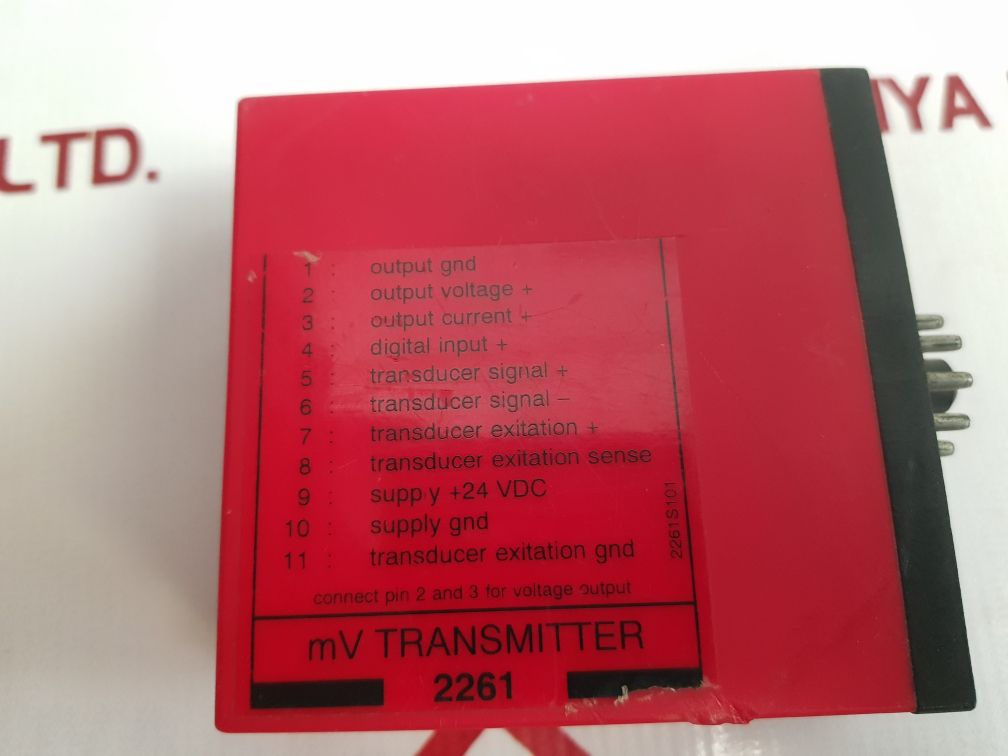 LTD.
IYA
1 : output gnd
2 : output voltage +
3 : output current +
4 : digital input +
5 : transducer signal +
6 : transducer signal –
7 : transducer exitation +
8 : transducer exitation sense
9 : supp y +24 VDC
10 : supply gnd
11 : transducer exitation gnd
2261S101
connect pin 2 and 3 for voltage output
mV TRANSMITTER
2261